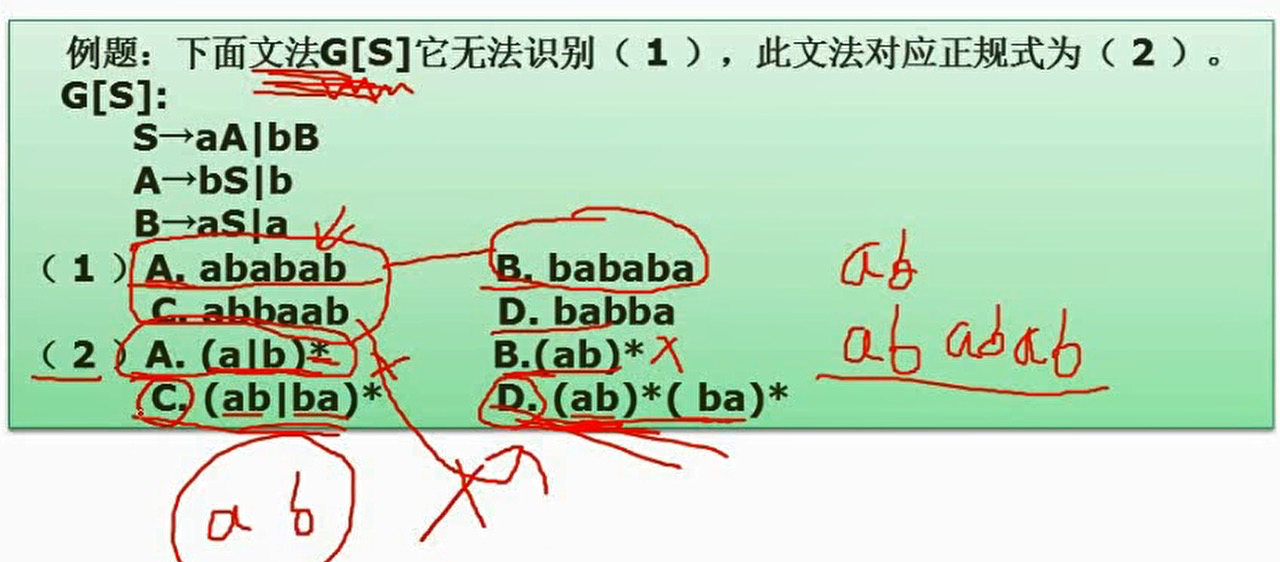 例题：下面文法G[S]它无法识别（ 1 ），此文法对应正规式为（ 2 ）。
G[S]:
S→aA|bB
A→bS|b
B→aS|a
（ 1 ）A. ababab B. bababa
C. abbaab D. babba
（ 2 ）A. (a|b)* B.(ab)*
C. (ab|ba)* D. (ab)*( ba)*
ab
ab abab
a b